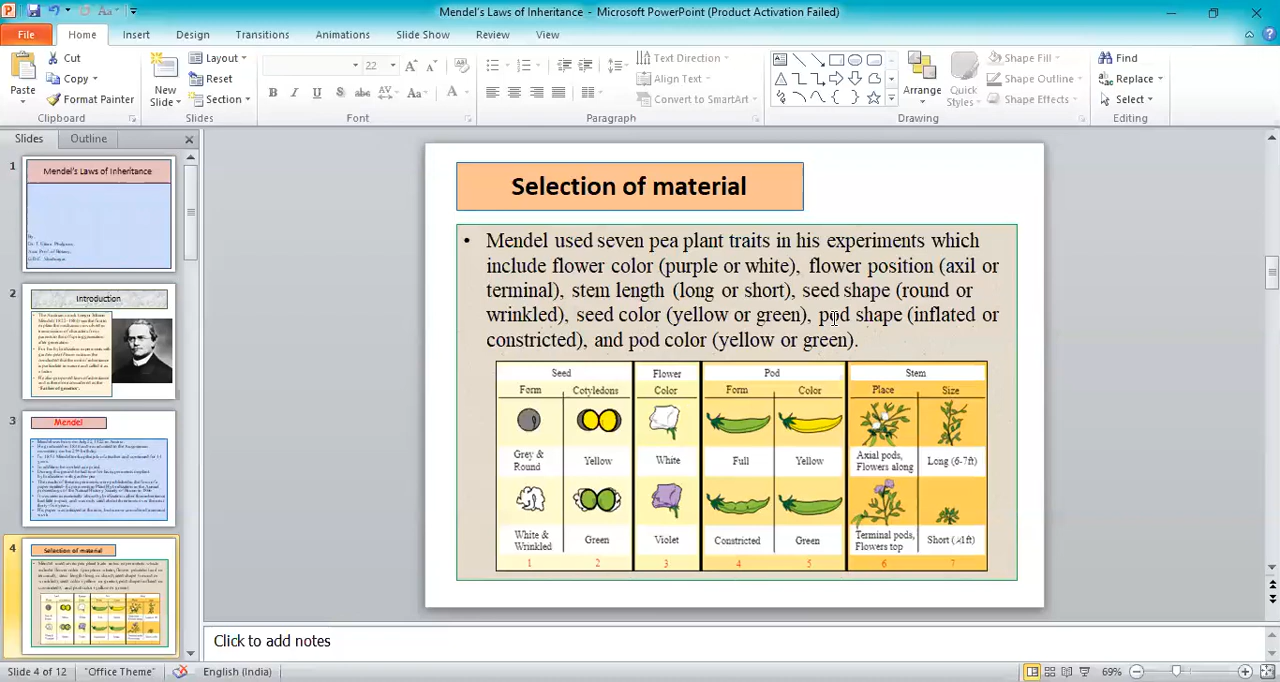 Mendel's Laws of Inheritance - Microsoft PowerPoint (Product Activation Failed)
File Home Insert Design Transitions Animations Slide Show Review View
Paste
Cut
Copy
Format Painter
Clipboard
New Slide
Layout
Reset
Section
Slides
22
Font
Paragraph
Text Direction
Align Text
Convert to SmartArt
Arrange
Quick Styles
Shape Fill
Shape Outline
Shape Effects
Drawing
Find
Replace
Select
Editing
Slides Outline
1
Mendel's Laws of Inheritance
2
Introduction
3
Mendel
4
Selection of material
Selection of material
• Mendel used seven pea plant traits in his experiments which
include flower color (purple or white), flower position (axil or
terminal), stem length (long or short), seed shape (round or
wrinkled), seed color (yellow or green), pod shape (inflated or
constricted), and pod color (yellow or green).
Seed Flower Pod Stem
Form Cotyledons Color Form Color Place Size
Grey & Round Yellow White Full Yellow Axial pods, Flowers along Long (6-7ft)
White & Wrinkled Green Violet Constricted Green Terminal pods, Flowers top Short (<1ft)
1 2 3 4 5 6 7
Click to add notes
Slide 4 of 12 "Office Theme" English (India) 69%